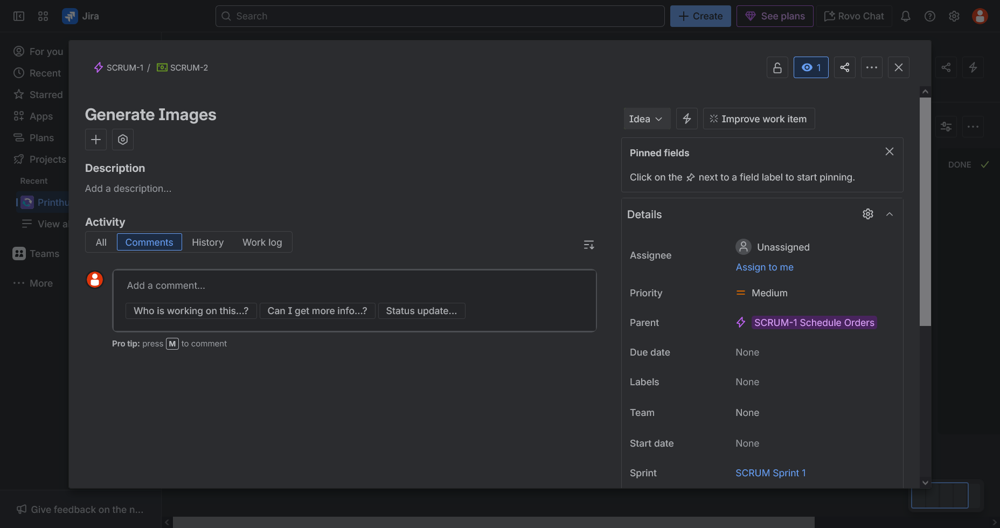 Jira
Search
Create
See plans
Rovo Chat
For you
Recent
Starred
Apps
Plans
Projects
Recent
Printhu
View al
Teams
More
Give feedback on the n...
SCRUM-1 / SCRUM-2
1
Generate Images
Description
Add a description...
Activity
All
Comments
History
Work log
Add a comment...
Who is working on this...?
Can I get more info...?
Status update...
Pro tip: press M to comment
Idea
Improve work item
Pinned fields
Click on the next to a field label to start pinning.
Details
Assignee
Unassigned
Assign to me
Priority
Medium
Parent
SCRUM-1 Schedule Orders
Due date
None
Labels
None
Team
None
Start date
None
Sprint
SCRUM Sprint 1
DONE